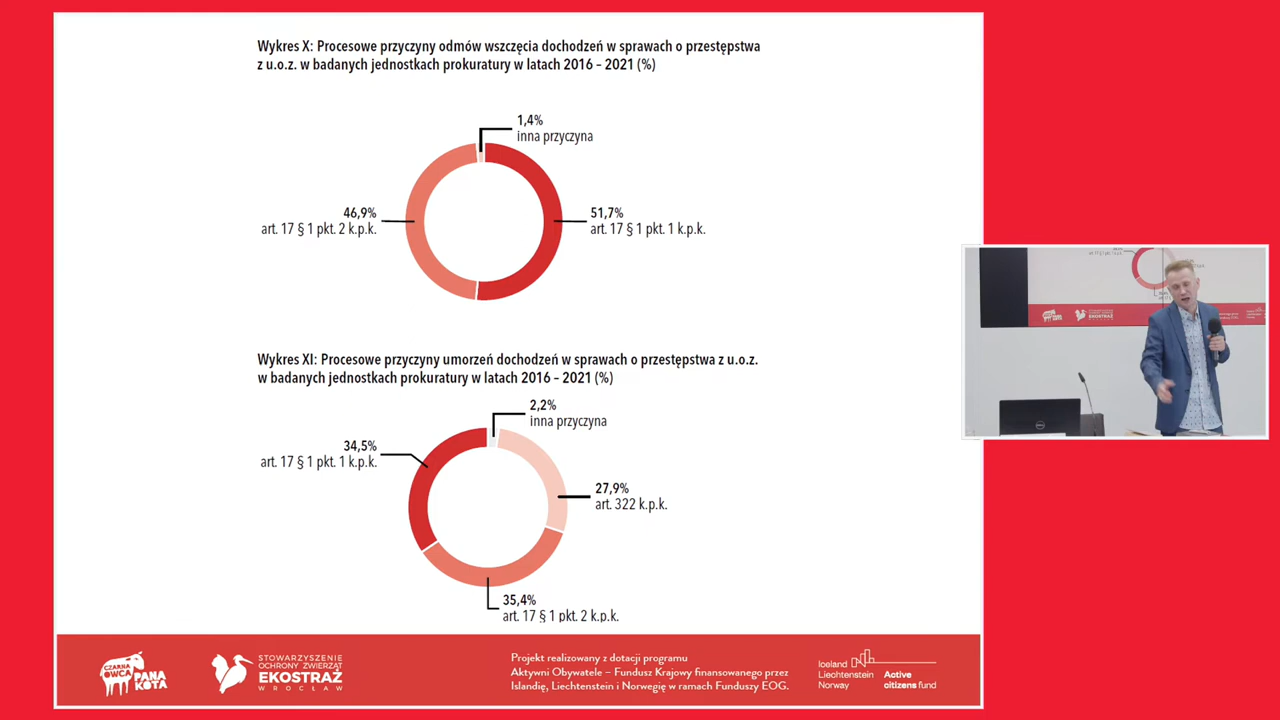 Wykres X: Procesowe przyczyny odmów wszczęcia dochodzeń w sprawach o przestępstwa
z u.o.z. w badanych jednostkach prokuratury w latach 2016 – 2021 (%)
1,4%
inna przyczyna
46,9%
art. 17 § 1 pkt. 2 k.p.k.
51,7%
art. 17 § 1 pkt. 1 k.p.k.
Wykres XI: Procesowe przyczyny umorzeń dochodzeń w sprawach o przestępstwa z u.o.z.
w badanych jednostkach prokuratury w latach 2016 – 2021 (%)
2,2%
inna przyczyna
34,5%
art. 17 § 1 pkt. 1 k.p.k.
27,9%
art. 322 k.p.k.
35,4%
art. 17 § 1 pkt. 2 k.p.k.
CZARNA
OWCA
PANA
KOTA
STOWARZYSZENIE
OCHRONY ZWIERZĄT
EKOSTRAŻ
WROCŁAW
Projekt realizowany z dotacji programu
Aktywni Obywatele – Fundusz Krajowy finansowanego przez
Islandię, Liechtenstein i Norwegię w ramach Funduszy EOG.
Iceland
Liechtenstein
Norway
Active
citizens fund
EKOSTRAŻ